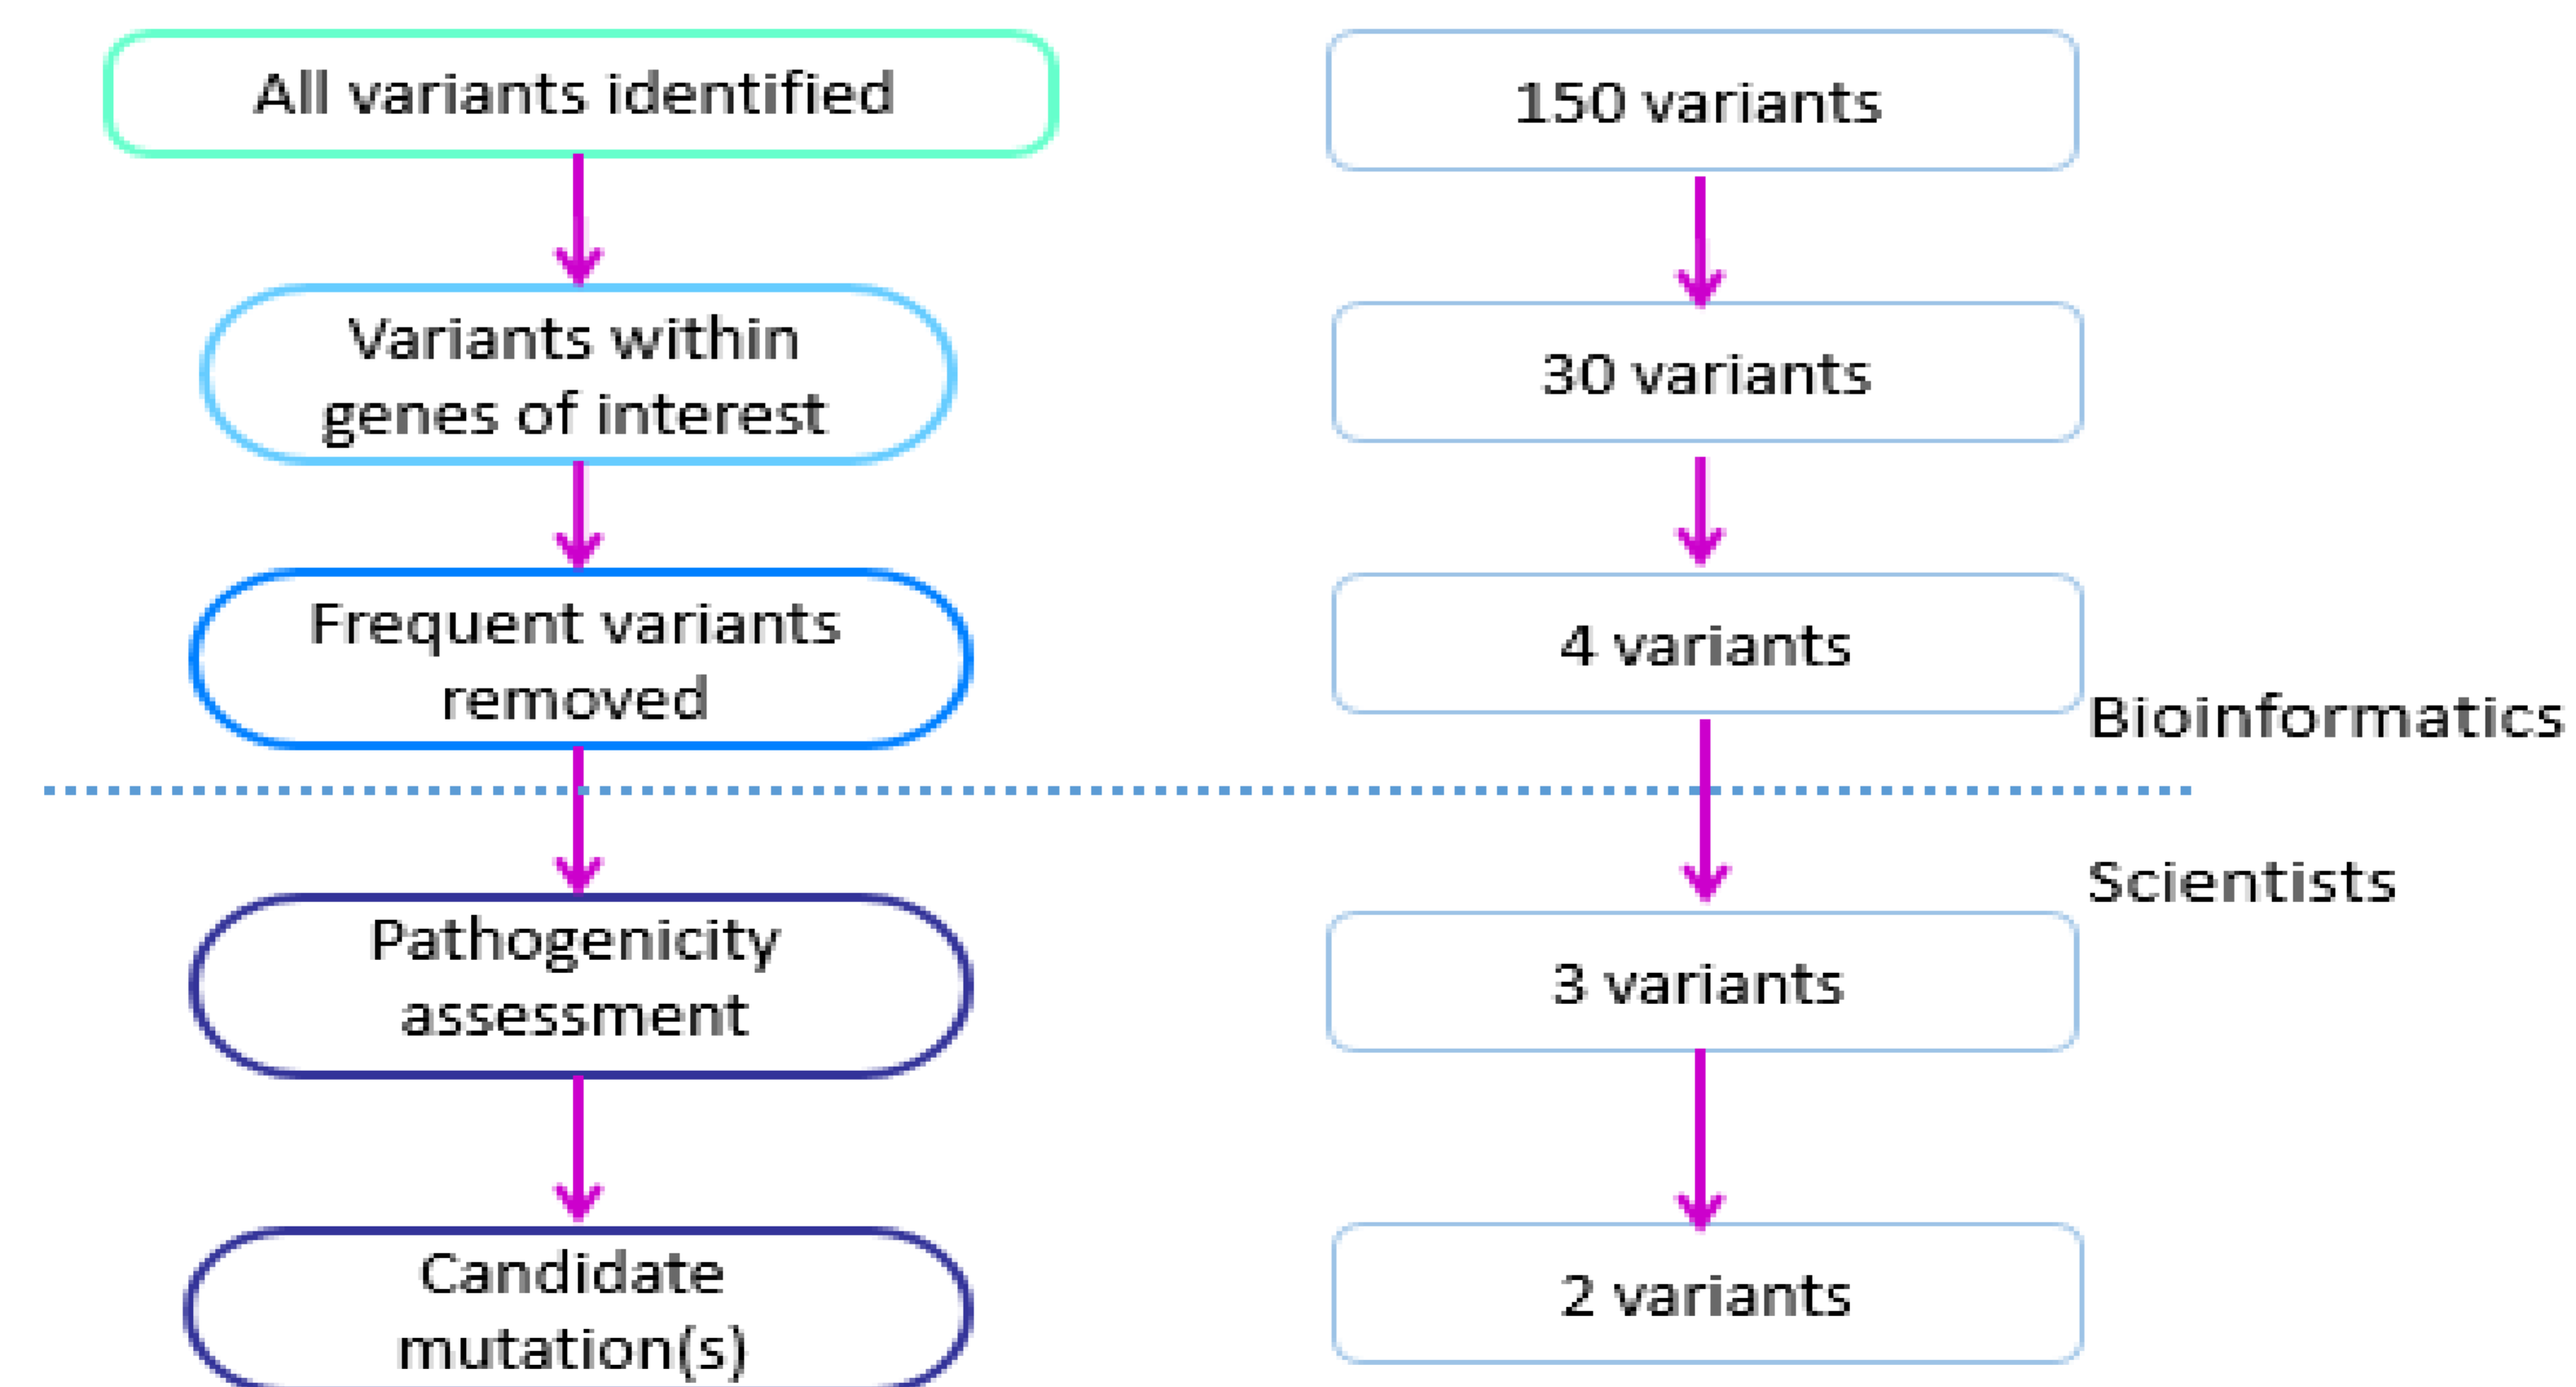 All variants identified
150 variants
Variants within
genes of interest
30 variants
Frequent variants
removed
4 variants
Bioinformatics
Scientists
Pathogenicity
assessment
3 variants
Candidate
mutation(s)
2 variants